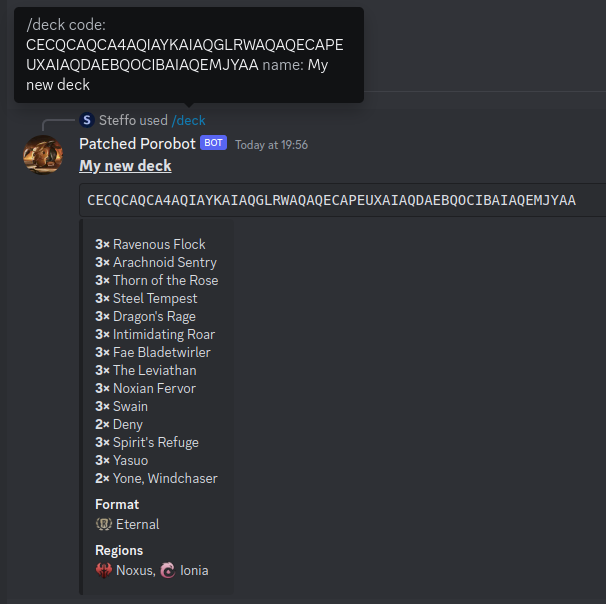 /deck code:
CECQCAQCA4AQIAYKAIAQGLRWAQAQECAPE
UXAIAQDAEBQOCIBAIAQEMJYAA name: My
new deck
S Steffo used /deck
Patched Porobot BOT Today at 19:56
My new deck
CECQCAQCA4AQIAYKAIAQGLRWAQAQECAPEUXAIAQDAEBQOCIBAIAQEMJYAA
3× Ravenous Flock
3× Arachnoid Sentry
3× Thorn of the Rose
3× Steel Tempest
3× Dragon's Rage
3× Intimidating Roar
3× Fae Bladetwirler
3× The Leviathan
3× Noxian Fervor
3× Swain
2× Deny
3× Spirit's Refuge
3× Yasuo
2× Yone, Windchaser
Format
Eternal
Regions
Noxus, Ionia